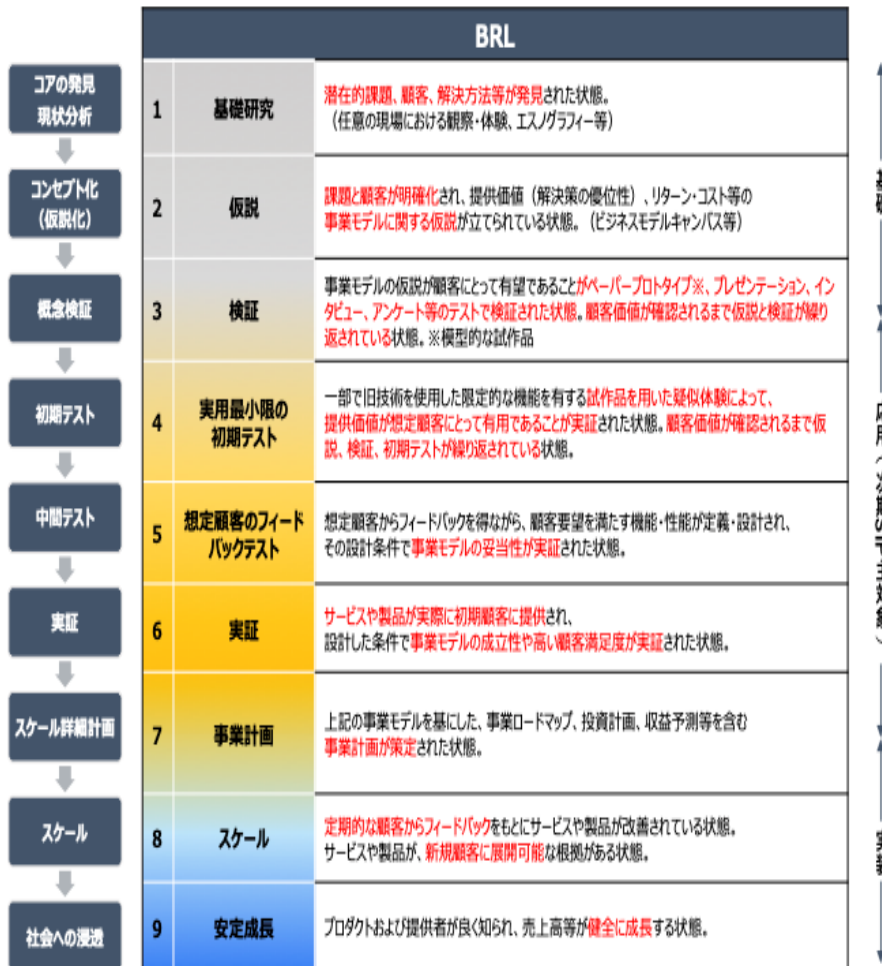 BRL
コアの発見
現状分析
1
基礎研究
潜在的課題、顧客、解決方法等が発見された状態。
（任意の現場における観察・体験、エスノグラフィー等）
コンセプト化
（仮説化）
2
仮説
課題と顧客が明確化され、提供価値（解決策の優位性）、リターン・コスト等の
事業モデルに関する仮説が立てられている状態。（ビジネスモデルキャンバス等）
概念検証
3
検証
事業モデルの仮説が顧客にとって有望であることがペーパープロトタイプ※、プレゼンテーション、イン
タビュー、アンケート等のテストで検証された状態。顧客価値が確認されるまで仮説と検証が繰り
返されている状態。※模型的な試作品
初期テスト
4
実用最小限の
初期テスト
一部で旧技術を使用した限定的な機能を有する試作品を用いた疑似体験によって、
提供価値が想定顧客にとって有用であることが実証された状態。顧客価値が確認されるまで仮
説、検証、初期テストが繰り返されている状態。
中間テスト
5
想定顧客のフィード
バックテスト
想定顧客からフィードバックを得ながら、顧客要望を満たす機能・性能が定義・設計され、
その設計条件で事業モデルの妥当性が実証された状態。
実証
6
実証
サービスや製品が実際に初期顧客に提供され、
設計した条件で事業モデルの成立性や高い顧客満足度が実証された状態。
スケール詳細計画
7
事業計画
上記の事業モデルを基にした、事業ロードマップ、投資計画、収益予測等を含む
事業計画が策定された状態。
スケール
8
スケール
定期的な顧客からフィードバックをもとにサービスや製品が改善されている状態。
サービスや製品が、新規顧客に展開可能な根拠がある状態。
社会への浸透
9
安定成長
プロダクトおよび提供者が良く知られ、売上高等が健全に成長する状態。